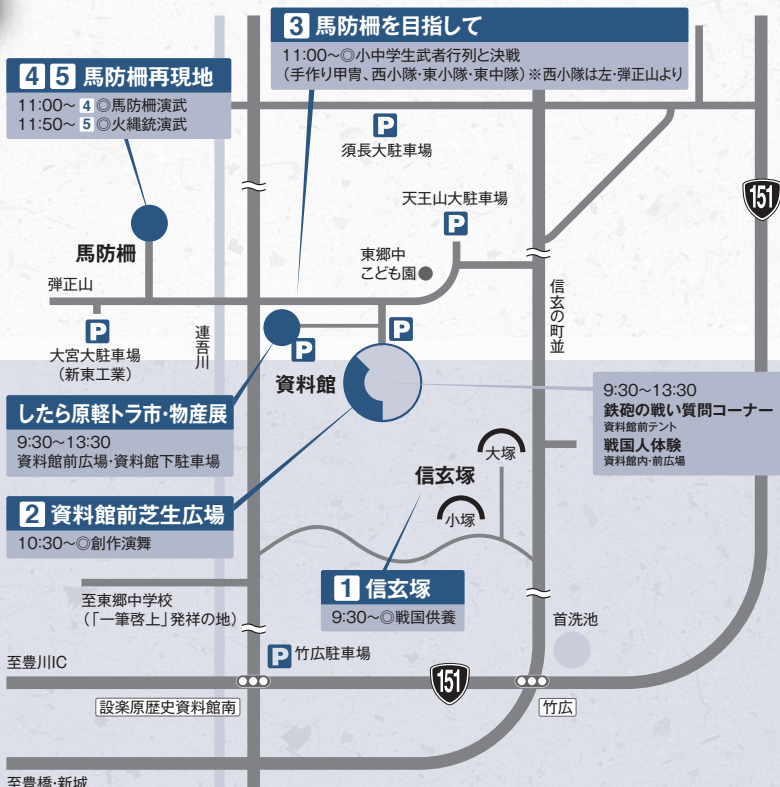 3 馬防柵を目指して
11:00〜◎小中学生武者行列と決戦
(手作り甲冑、西小隊・東小隊・東中隊)※西小隊は左・弾正山より
4 5 馬防柵再現地
11:00〜 4 ◎馬防柵演武
11:50〜 5 ◎火縄銃演武
P
須長大駐車場
151
天王山大駐車場
P
馬防柵
東郷中
こども園
弾正山
信玄の町並
P
大宮大駐車場
(新東工業)
連吾川
P
P
資料館
したら原軽トラ市・物産展
9:30〜13:30
資料館前広場・資料館下駐車場
9:30〜13:30
鉄砲の戦い質問コーナー
資料館前テント
戦国人体験
資料館内・前広場
大塚
信玄塚
小塚
2 資料館前芝生広場
10:30〜◎創作演舞
1 信玄塚
9:30〜◎戦国供養
至東郷中学校
(「一筆啓上」発祥の地)
首洗池
P 竹広駐車場
至豊川IC
151
設楽原歴史資料館南
竹広
至豊橋・新城